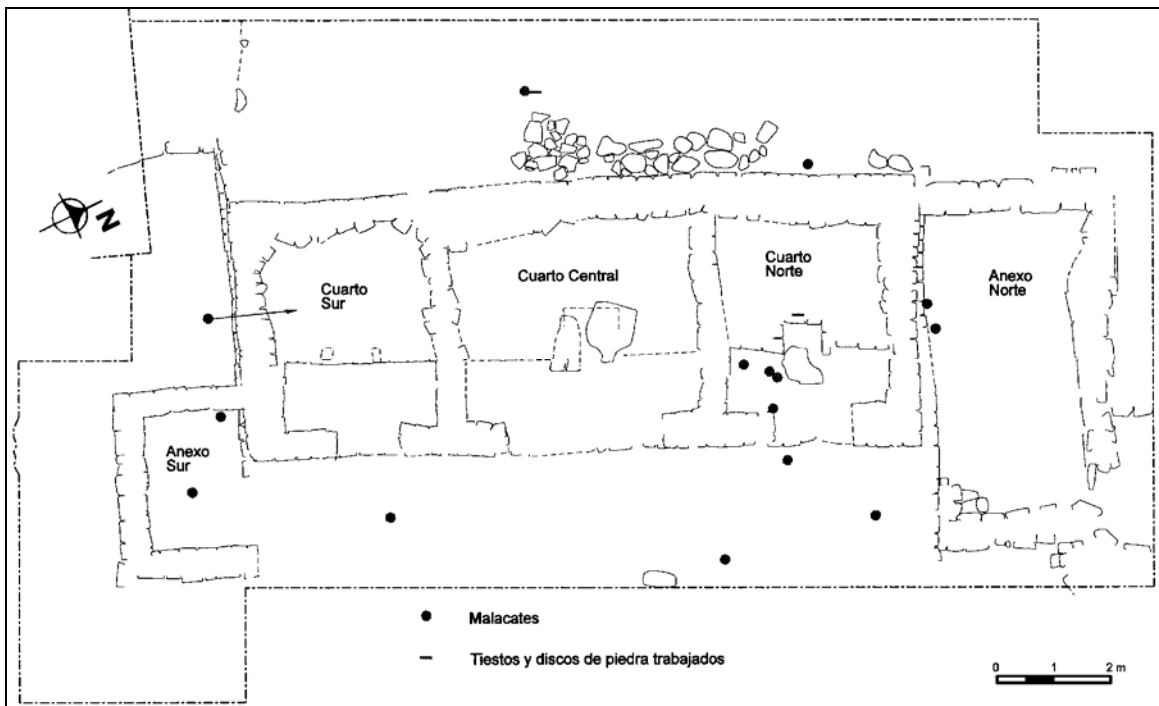 N
Cuarto
Sur
Cuarto Central
Cuarto
Norte
Anexo
Norte
Anexo
Sur
Malacates
Tiestos y discos de piedra trabajados
0 1 2 m